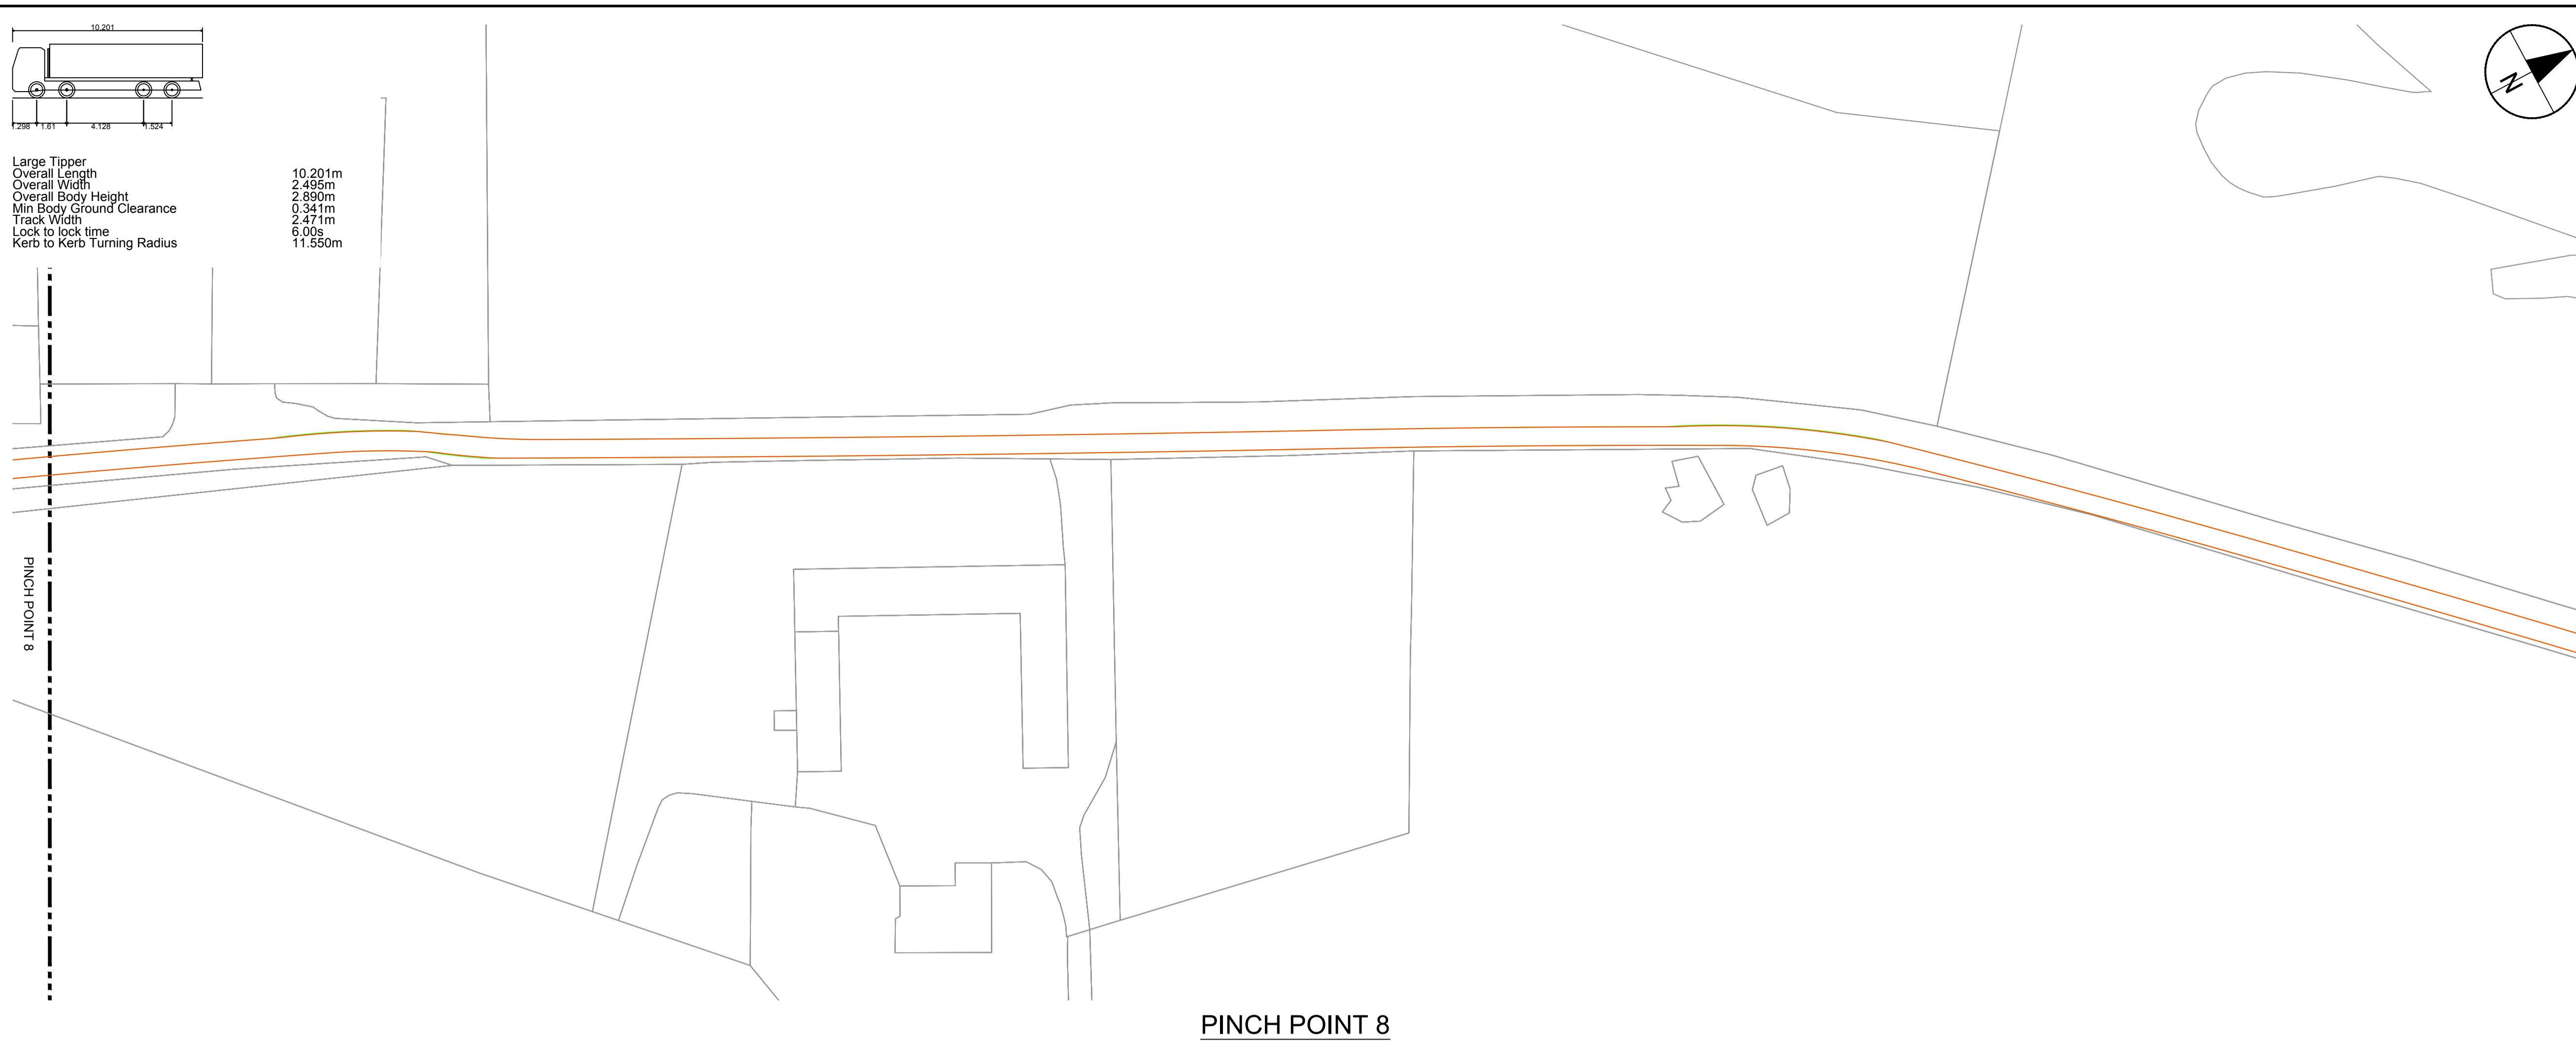 10.201
1.298 1.61 4.128 1.524
Large Tipper
Overall Length 10.201m
Overall Width 2.495m
Overall Body Height 2.890m
Min Body Ground Clearance 0.341m
Track Width 2.471m
Lock to lock time 6.00s
Kerb to Kerb Turning Radius 11.550m
N
PINCH POINT 8
PINCH POINT 8